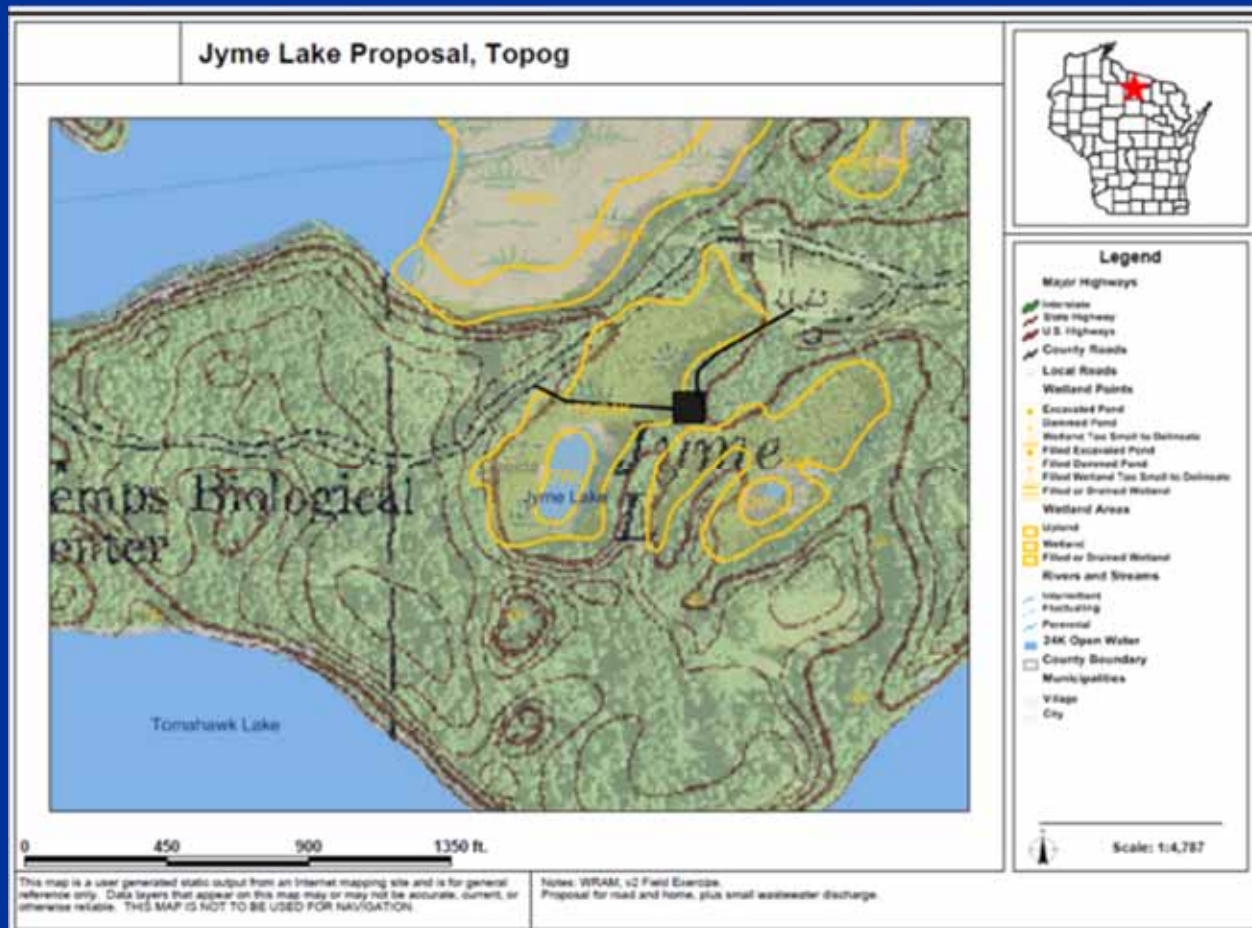 Jyme Lake Proposal, Topog
emps Biological
enter
Jyme
L
Jyme Lake
Tomahawk Lake
Legend
Major Highways
Interstate
State Highway
U.S. Highways
County Roads
Local Roads
Wetland Points
Excavated Pond
Dammed Pond
Wetland Too Small to Delineate
Filled Excavated Pond
Filled Dammed Pond
Filled Wetland Too Small to Delineate
Filled or Drained Wetland
Wetland Areas
Upland
Wetland
Filled or Drained Wetland
Rivers and Streams
Intermittent
Fluctuating
Perennial
24K Open Water
County Boundary
Municipalities
Village
City
Scale: 1:4,787
0 450 900 1350 ft.
This map is a user generated static output from an Internet mapping site and is for general
reference only. Data layers that appear on this map may or may not be accurate, current, or
otherwise reliable. THIS MAP IS NOT TO BE USED FOR NAVIGATION.
Notes: WRAM, v2 Field Exercise.
Proposal for road and home, plus small wastewater discharge.